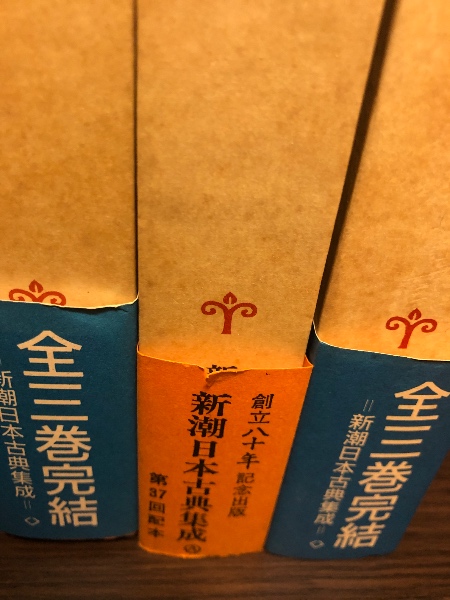 全三巻完結
=新潮日本古典集成=
創立八十年記念出版
新潮日本古典集成
第37回配本
全三巻完結
=新潮日本古典集成=